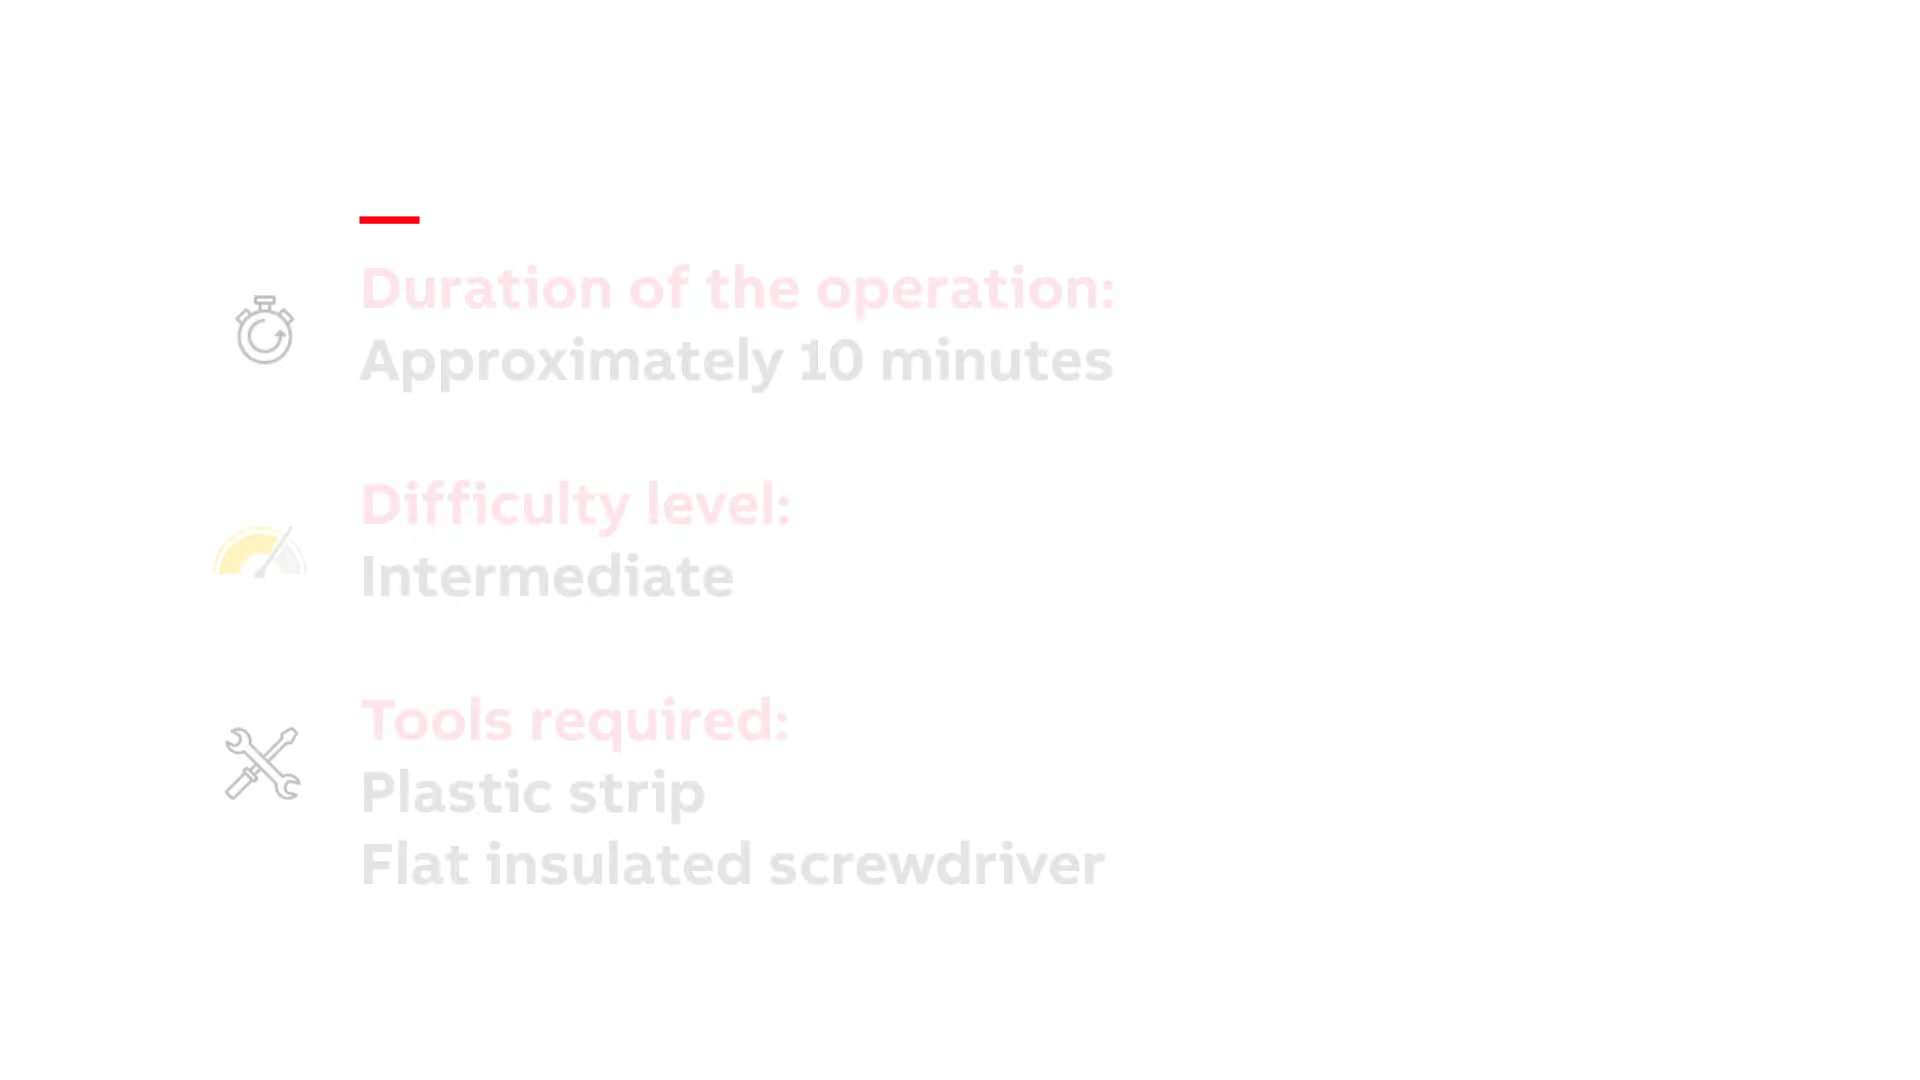 Duration of the operation:
Approximately 10 minutes
Difficulty level:
Intermediate
Tools required:
Plastic strip
Flat insulated screwdriver